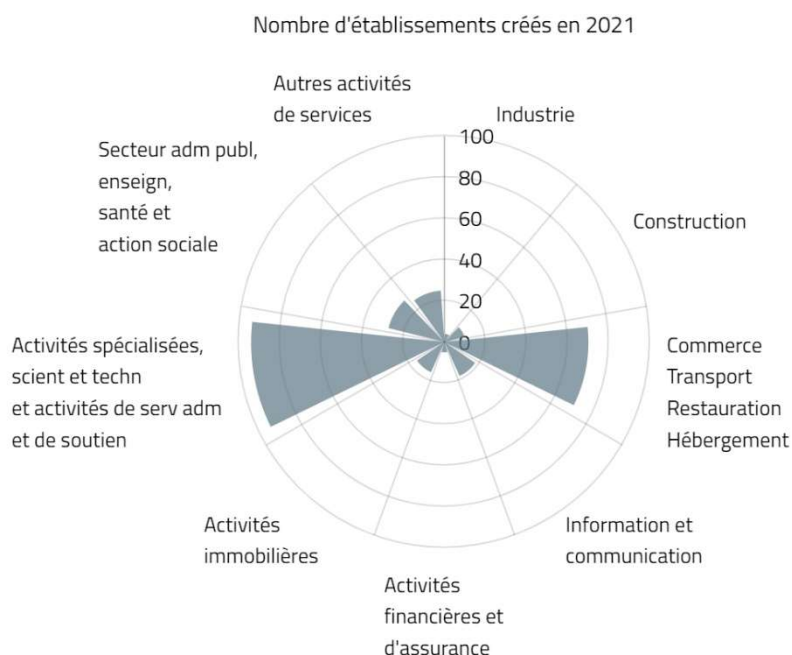 Nombre d'établissements créés en 2021
Autres activités
de services
Industrie
100
80
60
40
20
0
Secteur adm publ,
enseign,
santé et
action sociale
Construction
Activités spécialisées,
scient et techn
et activités de serv adm
et de soutien
Commerce
Transport
Restauration
Hébergement
Activités
immobilières
Information et
communication
Activités
financières et
d'assurance